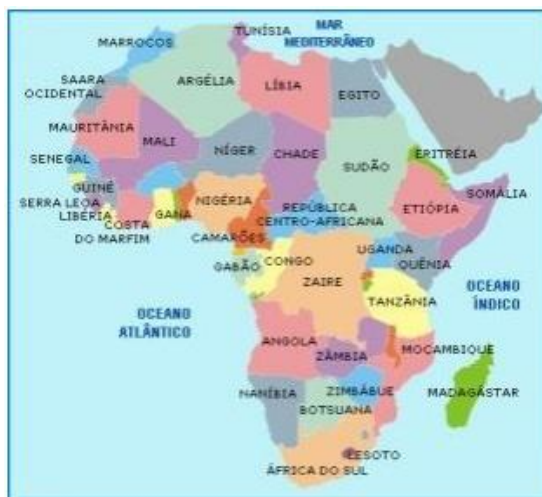 TUNÍSIA
MAR
MEDITERRÂNEO
MARROCOS
ARGÉLIA
LÍBIA
EGITO
SAARA
OCIDENTAL
MAURITÂNIA
MALI
NÍGER
CHADE
SUDÃO
ERITRÉIA
SENEGAL
GUINÉ
SERRA LEOA
LIBÉRIA
COSTA
DO MARFIM
GANA
NIGÉRIA
CAMARÕES
REPÚBLICA
CENTRO-AFRICANA
ETIÓPIA
SOMÁLIA
UGANDA
QUÊNIA
GABÃO
CONGO
ZAIRE
TANZÂNIA
OCEANO
ÍNDICO
OCEANO
ATLÂNTICO
ANGOLA
ZÂMBIA
MOÇAMBIQUE
NAMÍBIA
ZIMBÁBUE
BOTSUANA
MADAGÁSTAR
LESOTO
ÁFRICA DO SUL